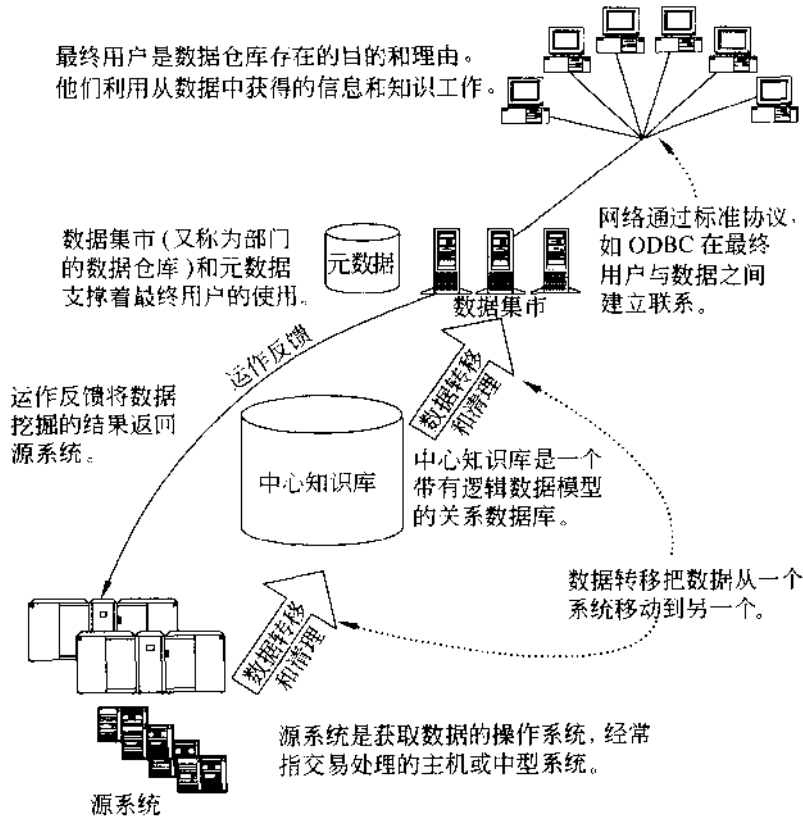 最终用户是数据仓库存在的目的和理由。
他们利用从数据中获得的信息和知识工作。
网络通过标准协议,
如 ODBC 在最终
用户与数据之间
建立联系。
数据集市(又称为部门
的数据仓库)和元数据
支撑着最终用户的使用。
元数据
数据集市
运作反馈
数据转移
和清理
运作反馈将数据
挖掘的结果返回
源系统。
中心知识库
中心知识库是一个
带有逻辑数据模型
的关系数据库。
数据转移把数据从一个
系统移动到另一个。
数据转移
和清理
源系统是获取数据的操作系统,经常
指交易处理的主机或中型系统。
源系统